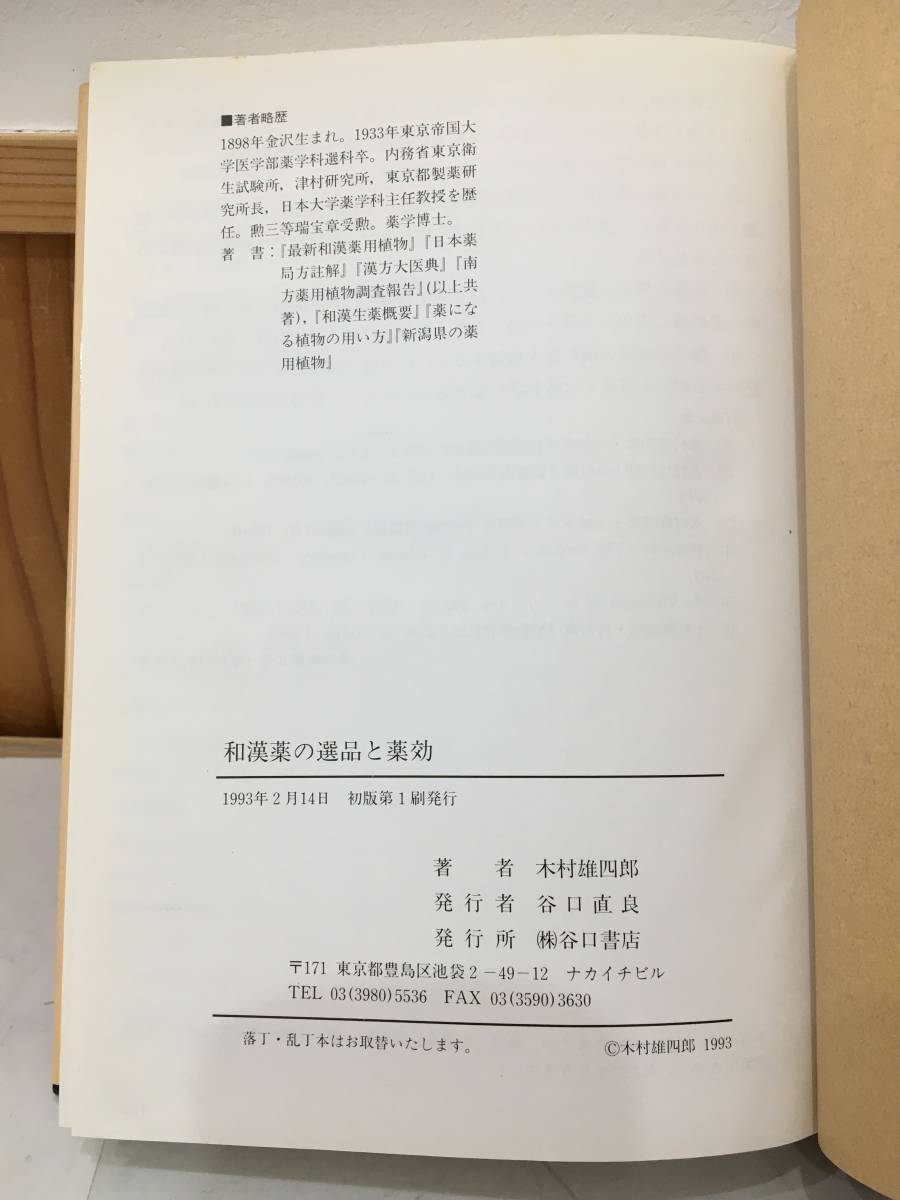 ■著者略歴
1898年金沢生まれ。1933年東京帝国大
学医学部薬学科選科卒。内務省東京衛
生試験所，津村研究所，東京都製薬研
究所長，日本大学薬学科主任教授を歴
任。勲三等瑞宝章受勲。薬学博士。
著　書：『最新和漢薬用植物』『日本薬
局方註解』『漢方大医典』『南
方薬用植物調査報告』(以上共
著)，『和漢生薬概要』『薬にな
る植物の用い方』『新潟県の薬
用植物』
和漢薬の選品と薬効
1993年2月14日　初版第1刷発行
著　者　木村雄四郎
発行者　谷口直良
発行所　㈱谷口書店
〒171 東京都豊島区池袋2－49－12　ナカイチビル
TEL 03(3980)5536　FAX 03(3590)3630
落丁・乱丁本はお取替いたします。　©木村雄四郎 1993